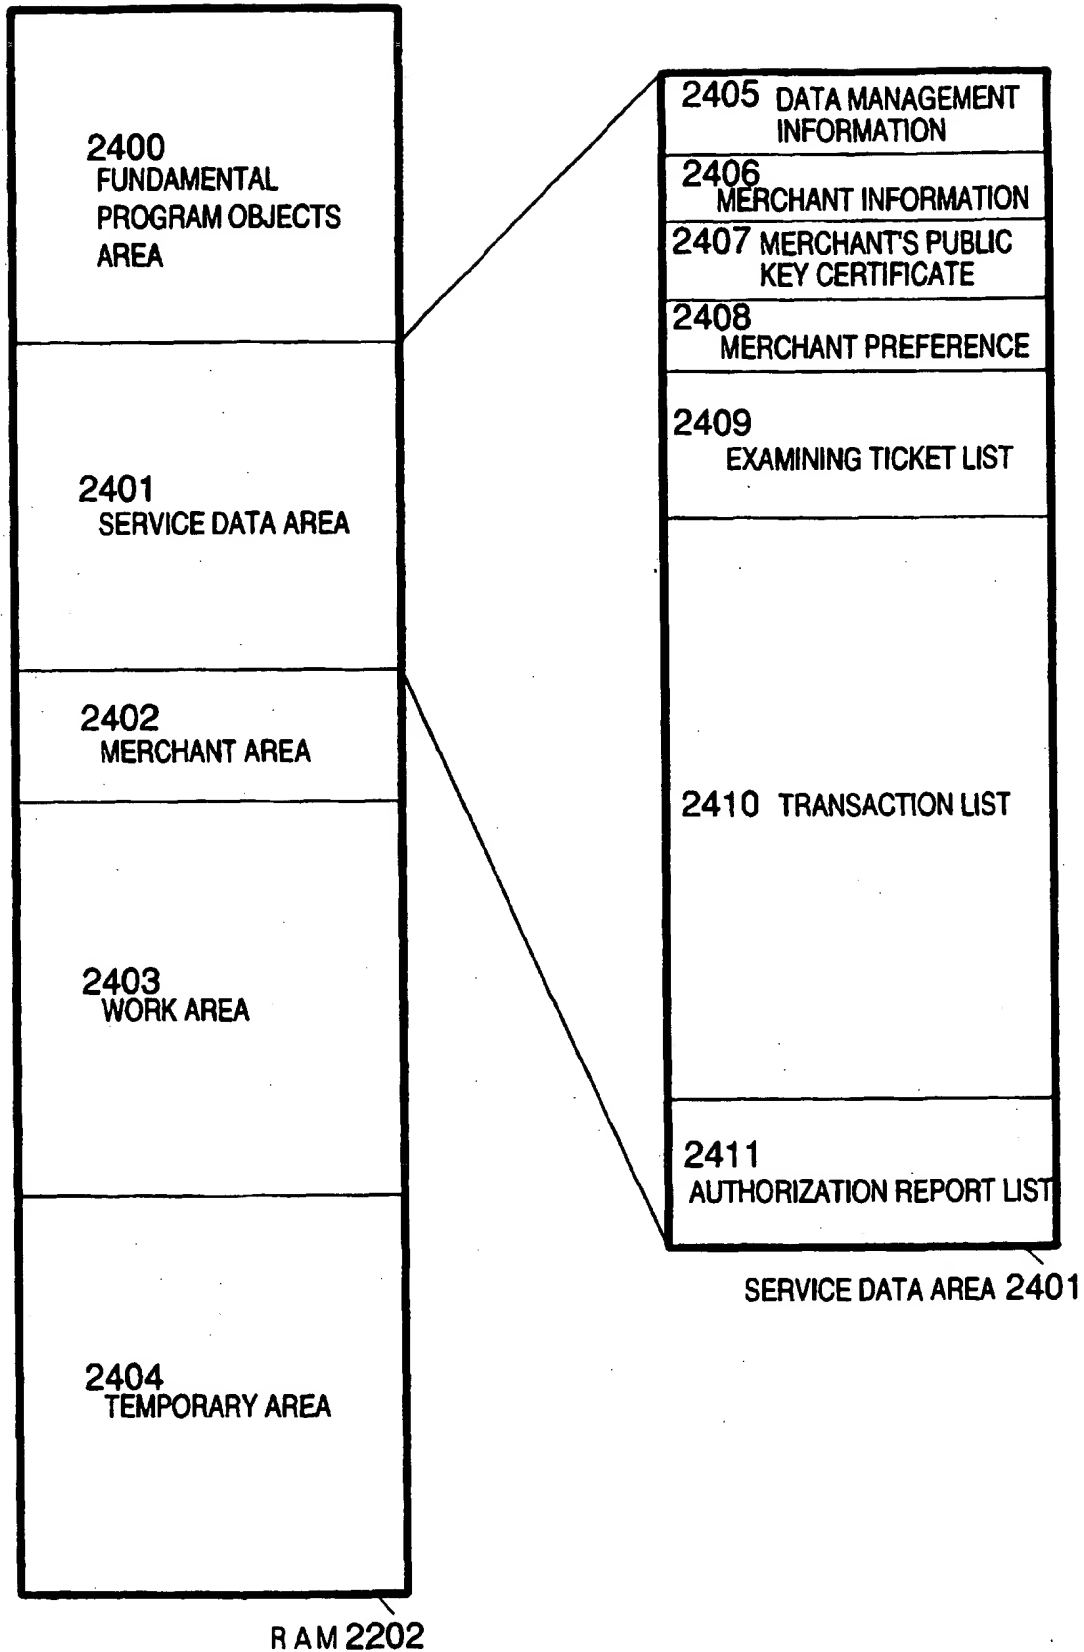 2400
FUNDAMENTAL
PROGRAM OBJECTS
AREA
2401
SERVICE DATA AREA
2402
MERCHANT AREA
2403
WORK AREA
2404
TEMPORARY AREA
RAM 2202
2405 DATA MANAGEMENT
INFORMATION
2406
MERCHANT INFORMATION
2407 MERCHANT'S PUBLIC
KEY CERTIFICATE
2408
MERCHANT PREFERENCE
2409
EXAMINING TICKET LIST
2410 TRANSACTION LIST
2411
AUTHORIZATION REPORT LIST
SERVICE DATA AREA 2401